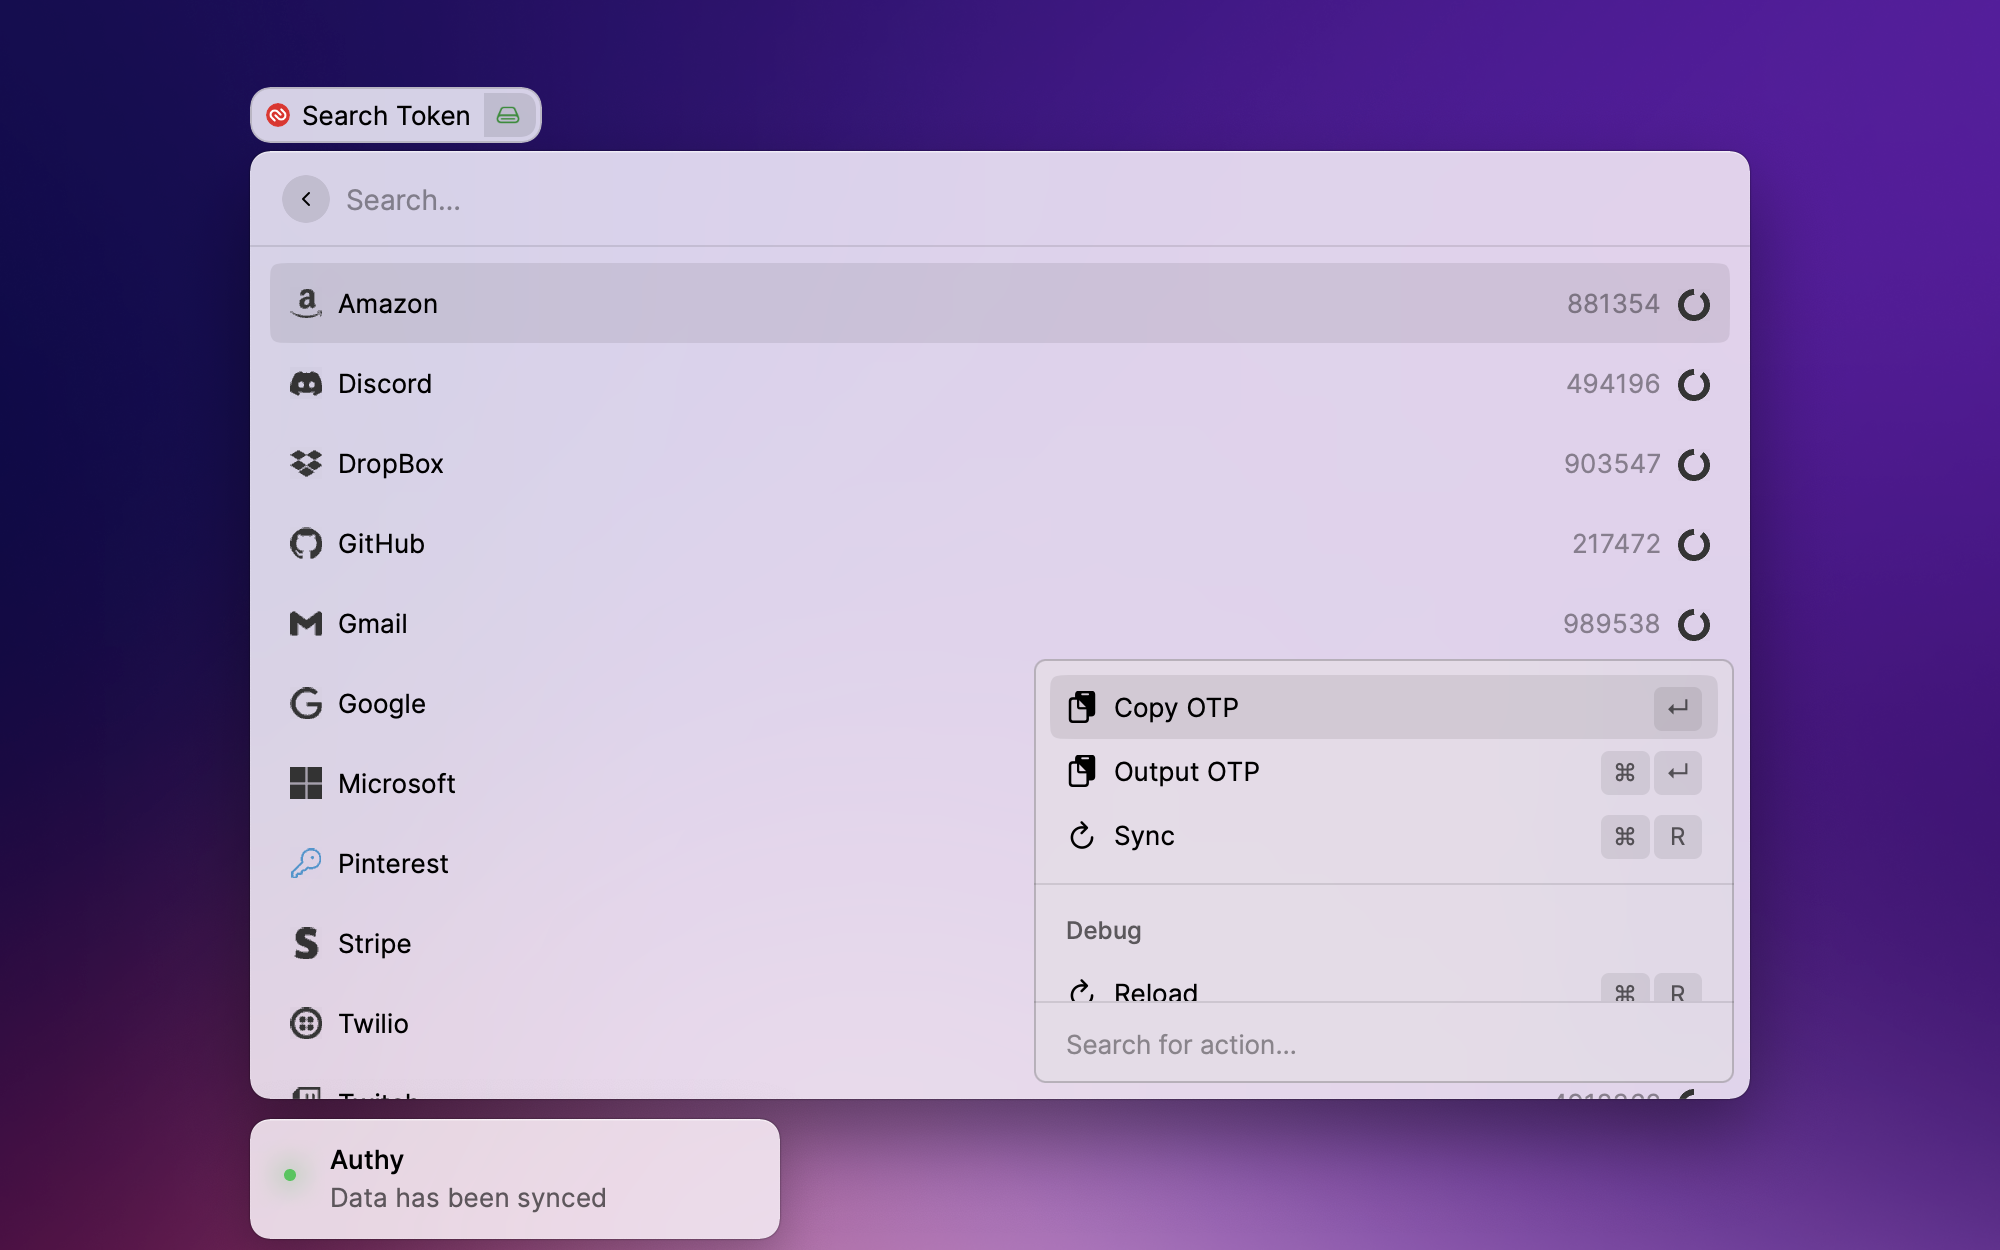 Search Token
Search...
Amazon 881354
Discord 494196
DropBox 903547
GitHub 217472
Gmail 989538
Google
Microsoft
Pinterest
Stripe
Twilio
Twitch
Copy OTP ↵
Output OTP ⌘ ↵
Sync ⌘ R
Debug
Reload ⌘ R
Search for action...
Authy
Data has been synced